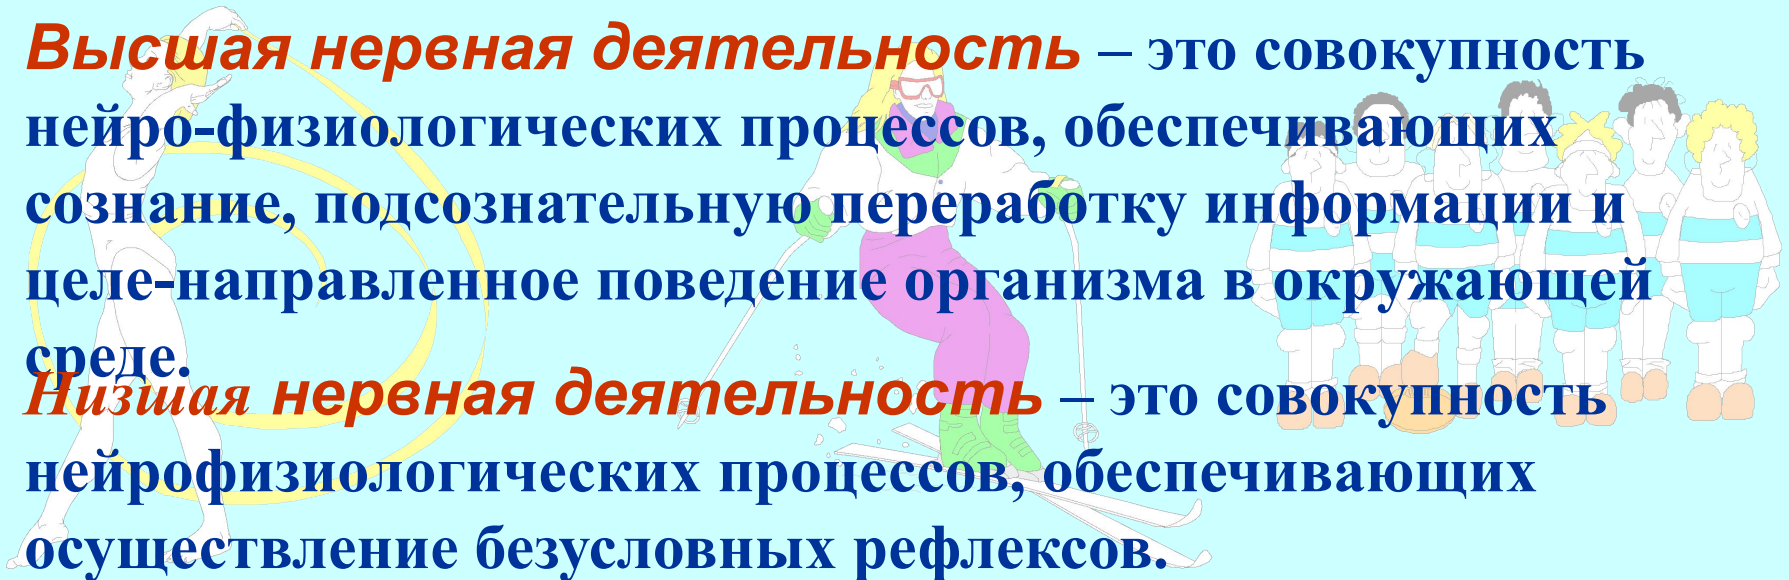 Высшая нервная деятельность – это совокупность
нейро-физиологических процессов, обеспечивающих
сознание, подсознательную переработку информации и
целе-направленное поведение организма в окружающей
среде.
Низшая нервная деятельность – это совокупность
нейрофизиологических процессов, обеспечивающих
осуществление безусловных рефлексов.